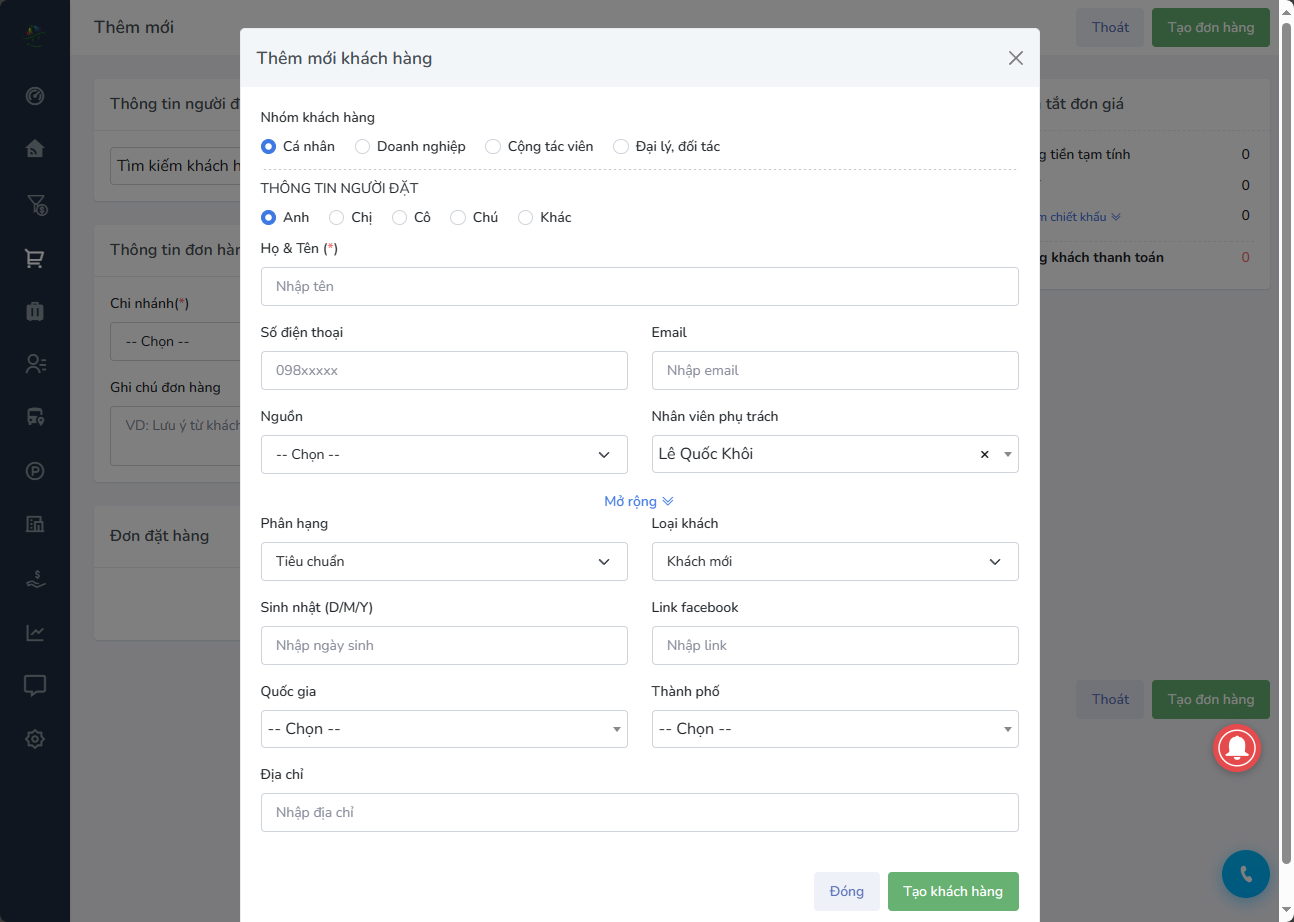 Thêm mới
Thoát
Tạo đơn hàng
Thêm mới khách hàng
Thông tin người đ
tắt đơn giá
Nhóm khách hàng
Cá nhân
Doanh nghiệp
Cộng tác viên
Đại lý, đối tác
Tìm kiếm khách h
g tiền tạm tính
0
THÔNG TIN NGƯỜI ĐẶT
0
Anh
Chị
Cô
Chú
Khác
m chiết khấu
0
Họ & Tên (*)
Thông tin đơn hàn
g khách thanh toán
0
Nhập tên
Chi nhánh(*)
Số điện thoại
Email
-- Chọn --
098xxxxx
Nhập email
Ghi chú đơn hàng
Nguồn
Nhân viên phụ trách
VD: Lưu ý từ khách
-- Chọn --
Lê Quốc Khôi
Mở rộng
Phân hạng
Loại khách
Đơn đặt hàng
Tiêu chuẩn
Khách mới
Sinh nhật (D/M/Y)
Link facebook
Nhập ngày sinh
Nhập link
Quốc gia
Thành phố
Thoát
Tạo đơn hàng
-- Chọn --
-- Chọn --
Địa chỉ
Nhập địa chỉ
Đóng
Tạo khách hàng